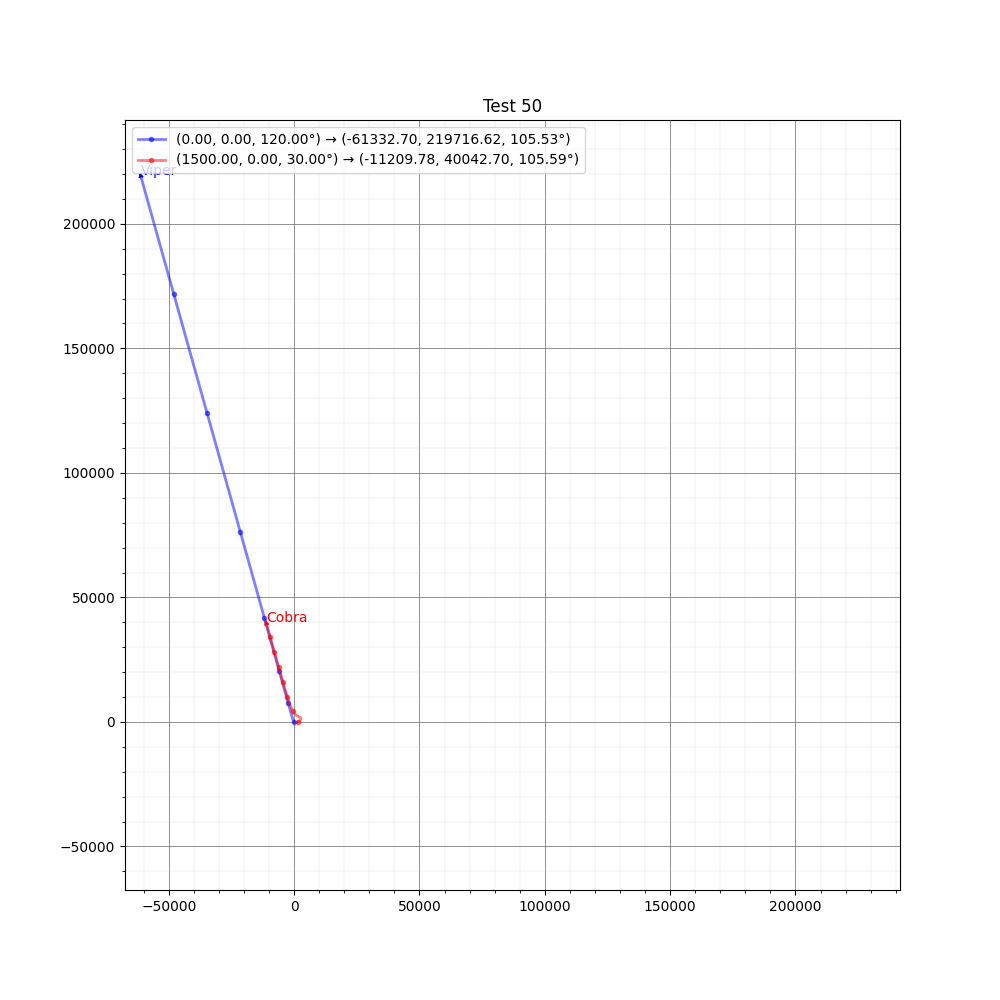 Test 50
(0.00, 0.00, 120.00°) → (-61332.70, 219716.62, 105.53°)
(1500.00, 0.00, 30.00°) → (-11209.78, 40042.70, 105.59°)
Viper
200000
150000
100000
50000
Cobra
0
−50000
−50000 0 50000 100000 150000 200000